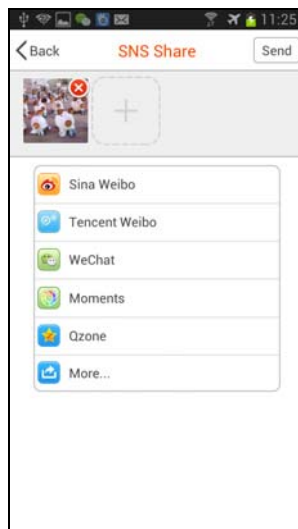 11:25
Back
SNS Share
Send
Sina Weibo
Tencent Weibo
WeChat
Moments
Qzone
More...